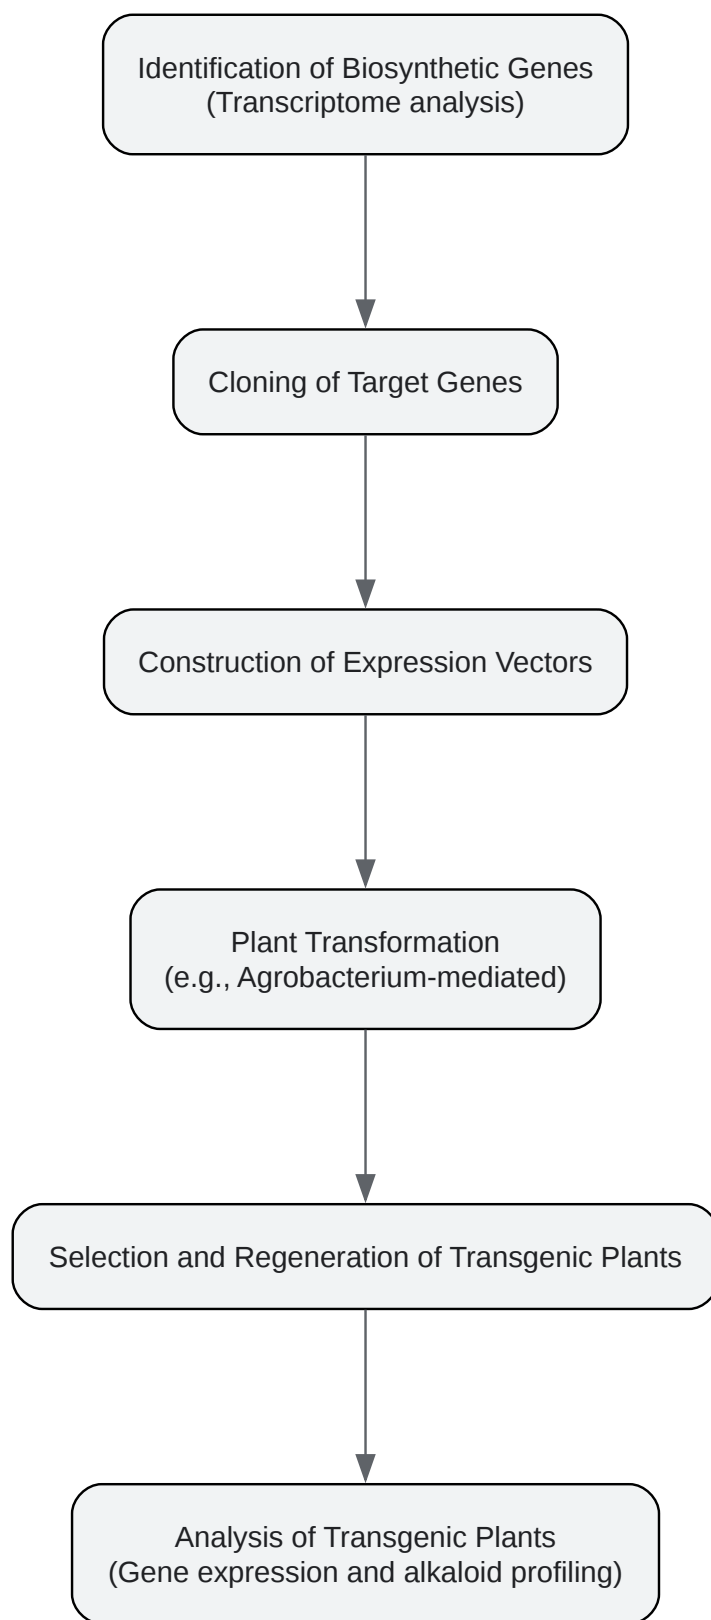 Identification of Biosynthetic Genes
(Transcriptome analysis)
Cloning of Target Genes
Construction of Expression Vectors
Plant Transformation
(e.g., Agrobacterium-mediated)
Selection and Regeneration of Transgenic Plants
Analysis of Transgenic Plants
(Gene expression and alkaloid profiling)